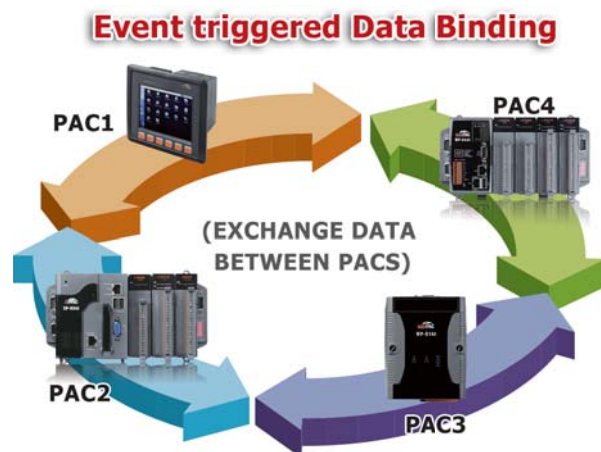 Event triggered Data Binding
PAC1
PAC4
(EXCHANGE DATA
BETWEEN PACS)
PAC2
PAC3